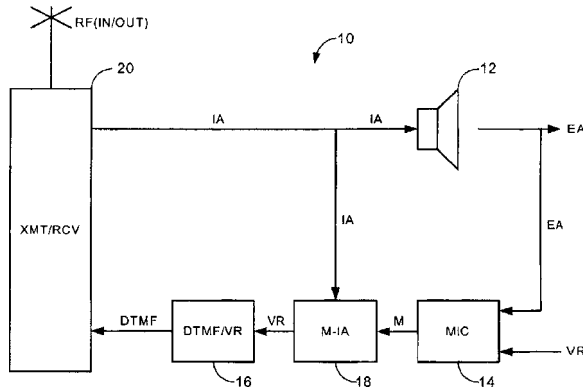 RF(IN/OUT)
20
10
12
IA
IA
EA
XMT/RCV
IA
EA
DTMF
DTMF/VR
VR
M-IA
M
MIC
VR
16
18
14